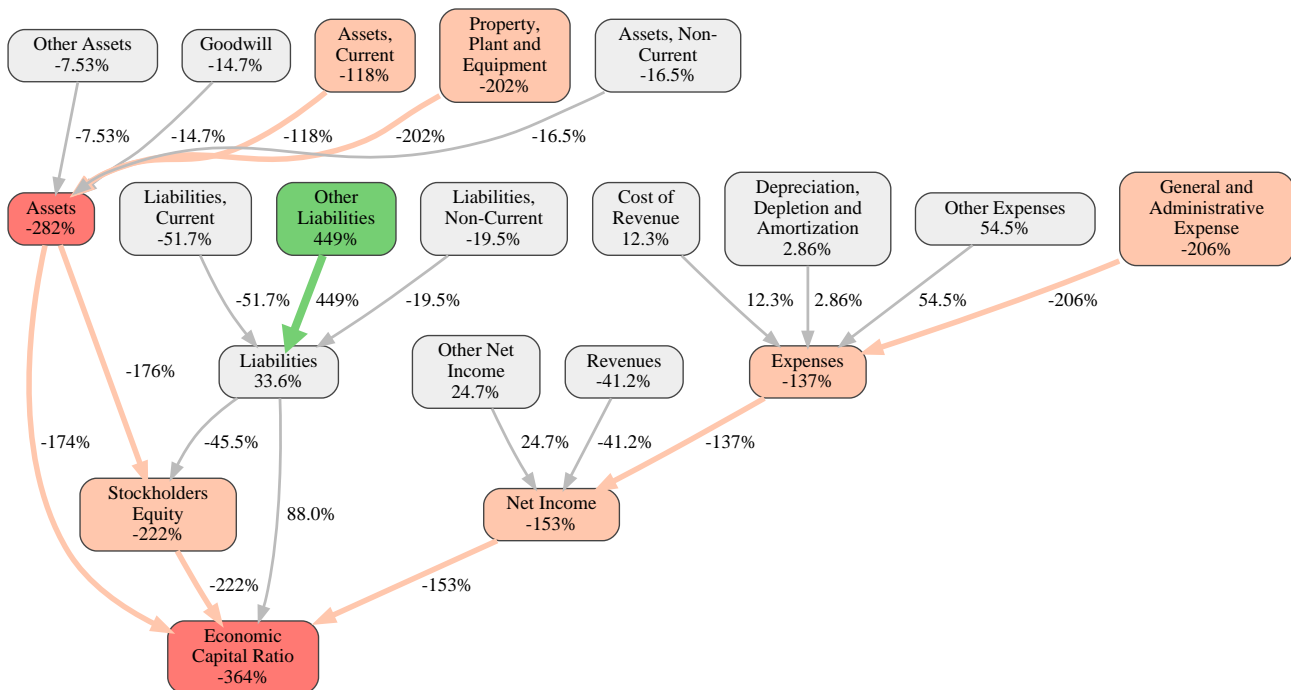 Other Assets
-7.53%
Goodwill
-14.7%
Assets,
Current
-118%
Property,
Plant and
Equipment
-202%
Assets, Non-
Current
-16.5%
-7.53%
-14.7%
-118%
-202%
-16.5%
Assets
-282%
Liabilities,
Current
-51.7%
Other
Liabilities
449%
Liabilities,
Non-Current
-19.5%
Cost of
Revenue
12.3%
Depreciation,
Depletion and
Amortization
2.86%
Other Expenses
54.5%
General and
Administrative
Expense
-206%
-51.7%
449%
-19.5%
12.3%
2.86%
54.5%
-206%
Liabilities
33.6%
Other Net
Income
24.7%
Revenues
-41.2%
Expenses
-137%
-176%
-174%
-45.5%
24.7%
-41.2%
-137%
Stockholders
Equity
-222%
88.0%
Net Income
-153%
-222%
-153%
Economic
Capital Ratio
-364%